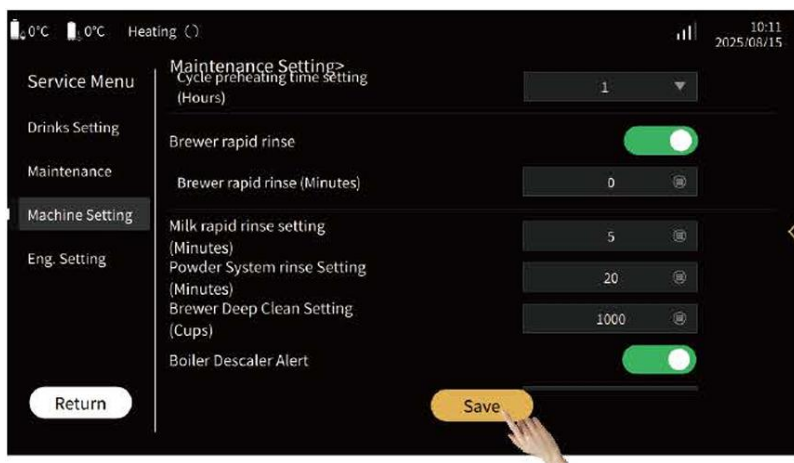 0°C 0°C Heating
10:11
2025/08/15
Service Menu
Drinks Setting
Maintenance
Machine Setting
Eng. Setting
Return
Maintenance Setting>
Cycle preheating time setting
(Hours)
1
Brewer rapid rinse
Brewer rapid rinse (Minutes)
0
Milk rapid rinse setting
(Minutes)
5
Powder System rinse Setting
(Minutes)
20
Brewer Deep Clean Setting
(Cups)
1000
Boiler Descaler Alert
Save